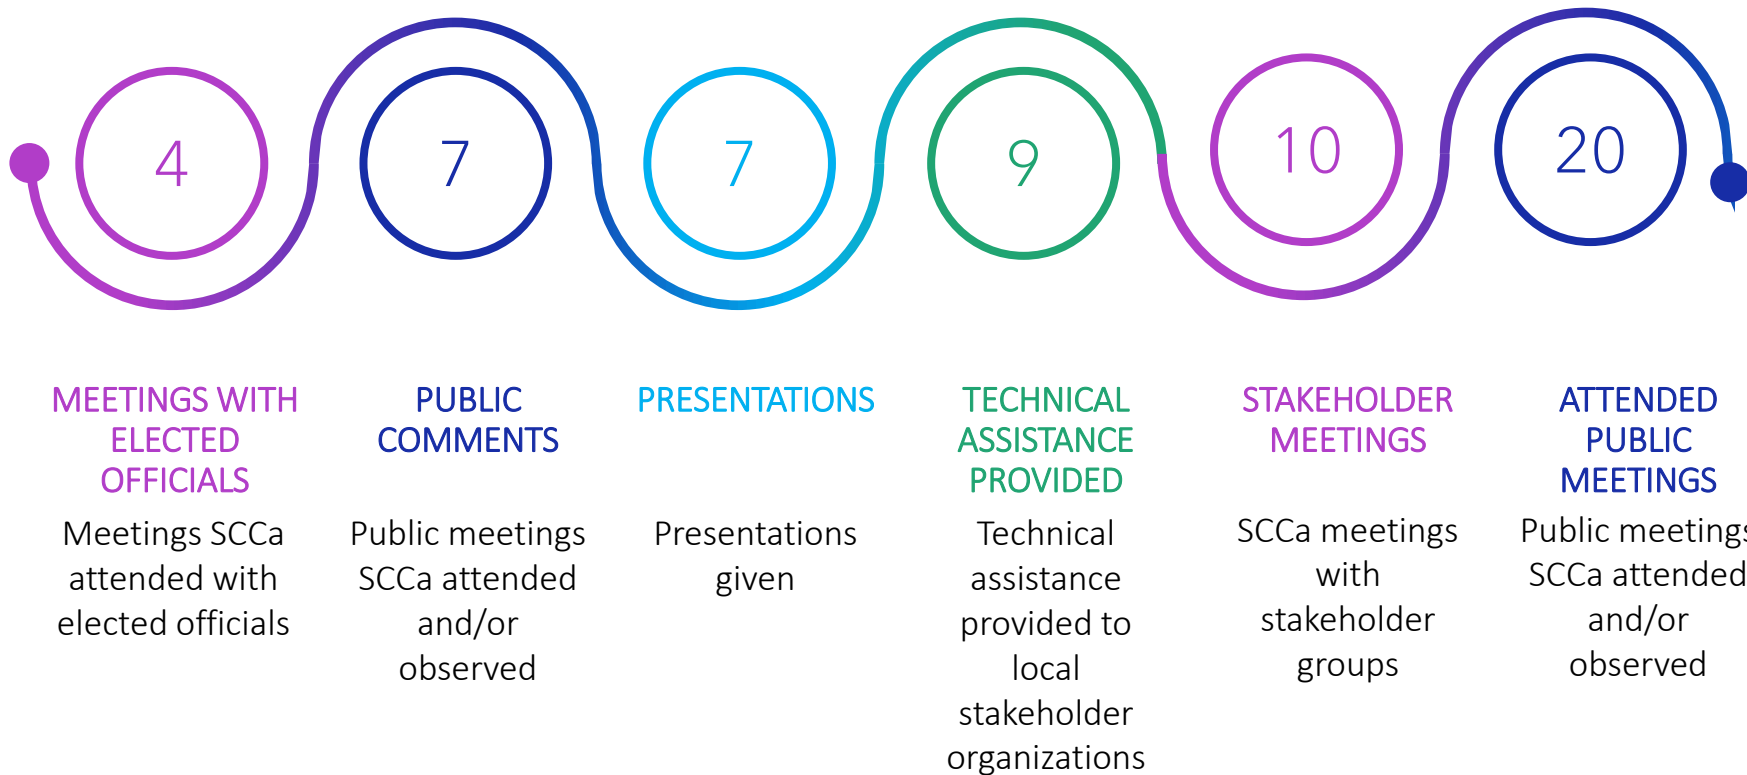 4
7
7
9
10
20
MEETINGS WITH
ELECTED
OFFICIALS
Meetings SCCa
attended with
elected officials
PUBLIC
COMMENTS
Public meetings
SCCa attended
and/or
observed
PRESENTATIONS
Presentations
given
TECHNICAL
ASSISTANCE
PROVIDED
Technical
assistance
provided to
local
stakeholder
organizations
STAKEHOLDER
MEETINGS
SCCa meetings
with
stakeholder
groups
ATTENDED
PUBLIC
MEETINGS
Public meetings
SCCa attended
and/or
observed